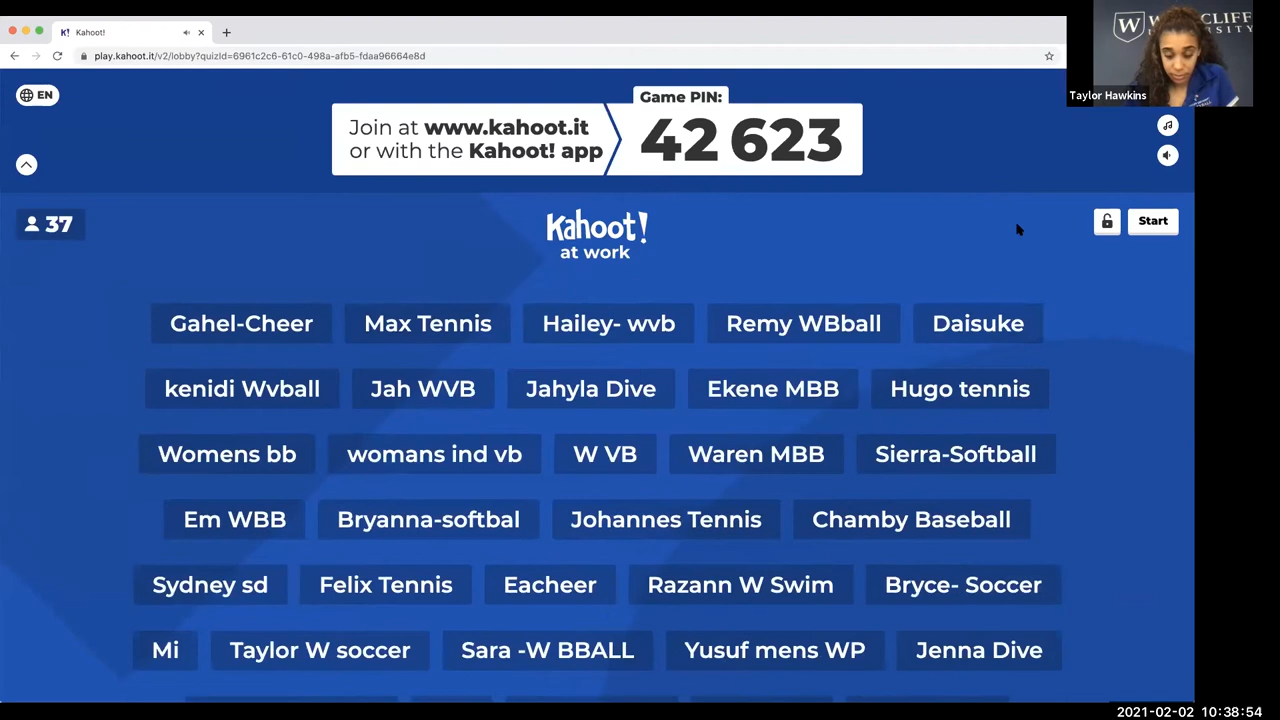 Kahoot!
play.kahoot.it/v2/lobby?quizId=6961c2c6-61c0-498a-afb5-fdaa96664e8d
W
Taylor Hawkins
EN
Join at www.kahoot.it
or with the Kahoot! app
Game PIN:
42 623
37
Kahoot!
at work
Start
Gahel-Cheer Max Tennis Hailey- wvb Remy WBball Daisuke
kenidi Wvball Jah WVB Jahyla Dive Ekene MBB Hugo tennis
Womens bb womans ind vb W VB Waren MBB Sierra-Softball
Em WBB Bryanna-softbal Johannes Tennis Chamby Baseball
Sydney sd Felix Tennis Eacheer Razann W Swim Bryce- Soccer
Mi Taylor W soccer Sara -W BBALL Yusuf mens WP Jenna Dive
2021-02-02 10:38:54